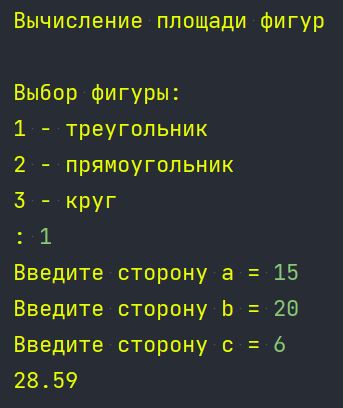 Вычисление площади фигур
Выбор фигуры:
1 - треугольник
2 - прямоугольник
3 - круг
: 1
Введите сторону a = 15
Введите сторону b = 20
Введите сторону c = 6
28.59